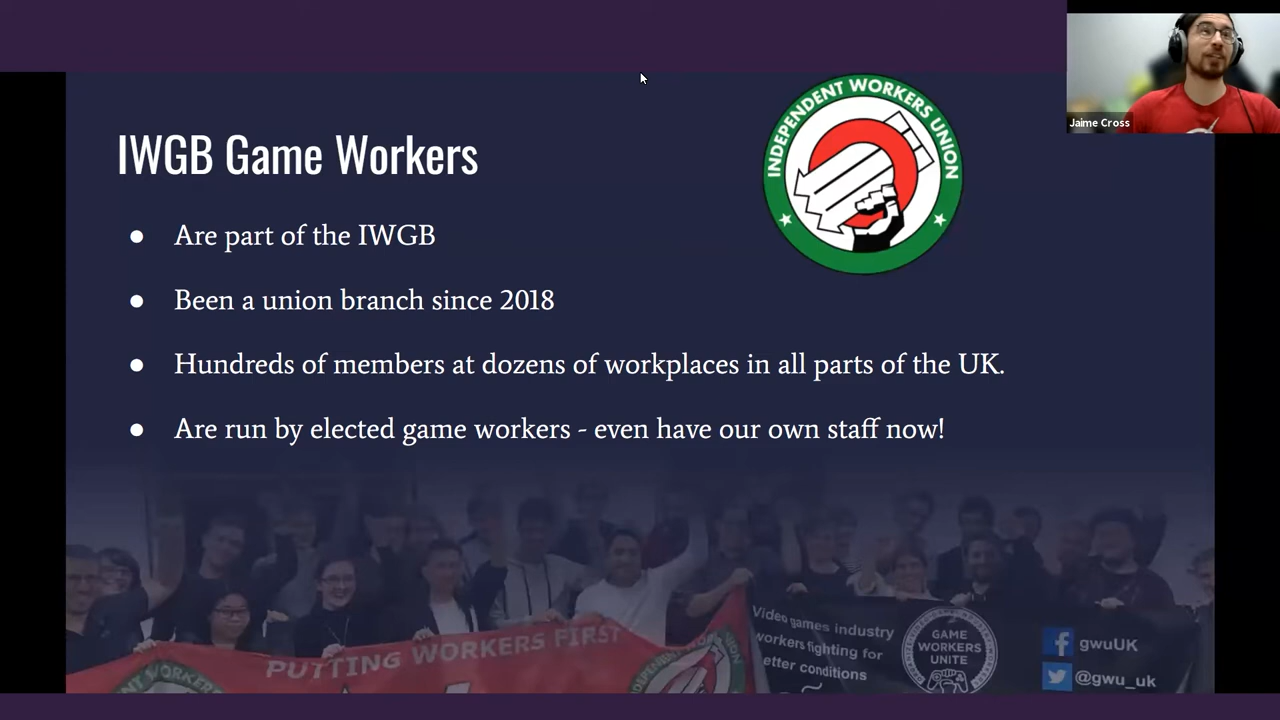 Jaime Cross
INDEPENDENT WORKERS UNION
IWGB Game Workers
● Are part of the IWGB
● Been a union branch since 2018
● Hundreds of members at dozens of workplaces in all parts of the UK.
● Are run by elected game workers - even have our own staff now!
PUTTING WORKERS FIRST
INDEPENDENT WORKERS UNION
Video games industry
workers fighting for
etter conditions
GAME
WORKERS
UNITE
gwuUK
@gwu_uk